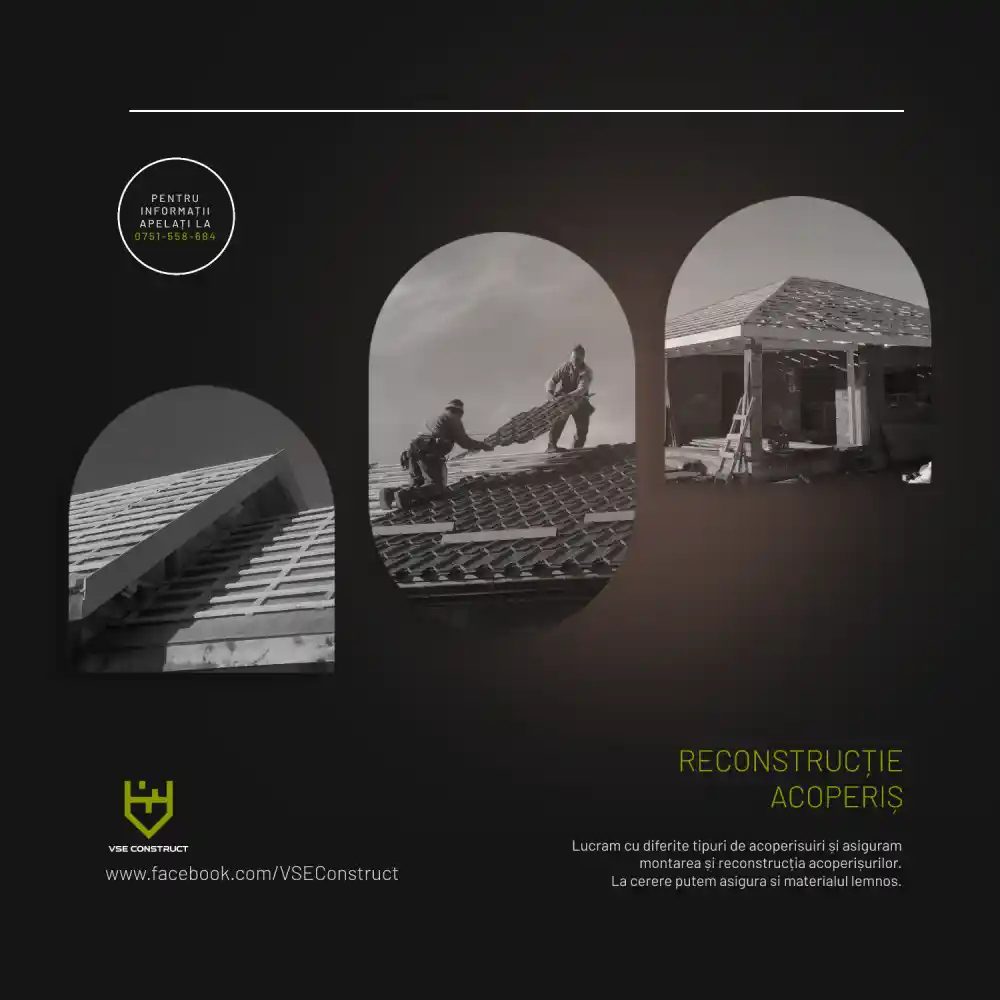 PENTRU
INFORMAȚII
APELAȚI LA
0751-558-684
RECONSTRUCȚIE
ACOPERIȘ
Lucram cu diferite tipuri de acoperisuiri și asiguram
montarea și reconstrucția acoperișurilor.
La cerere putem asigura si materialul lemnos.
VSE CONSTRUCT
www.facebook.com/VSEConstruct